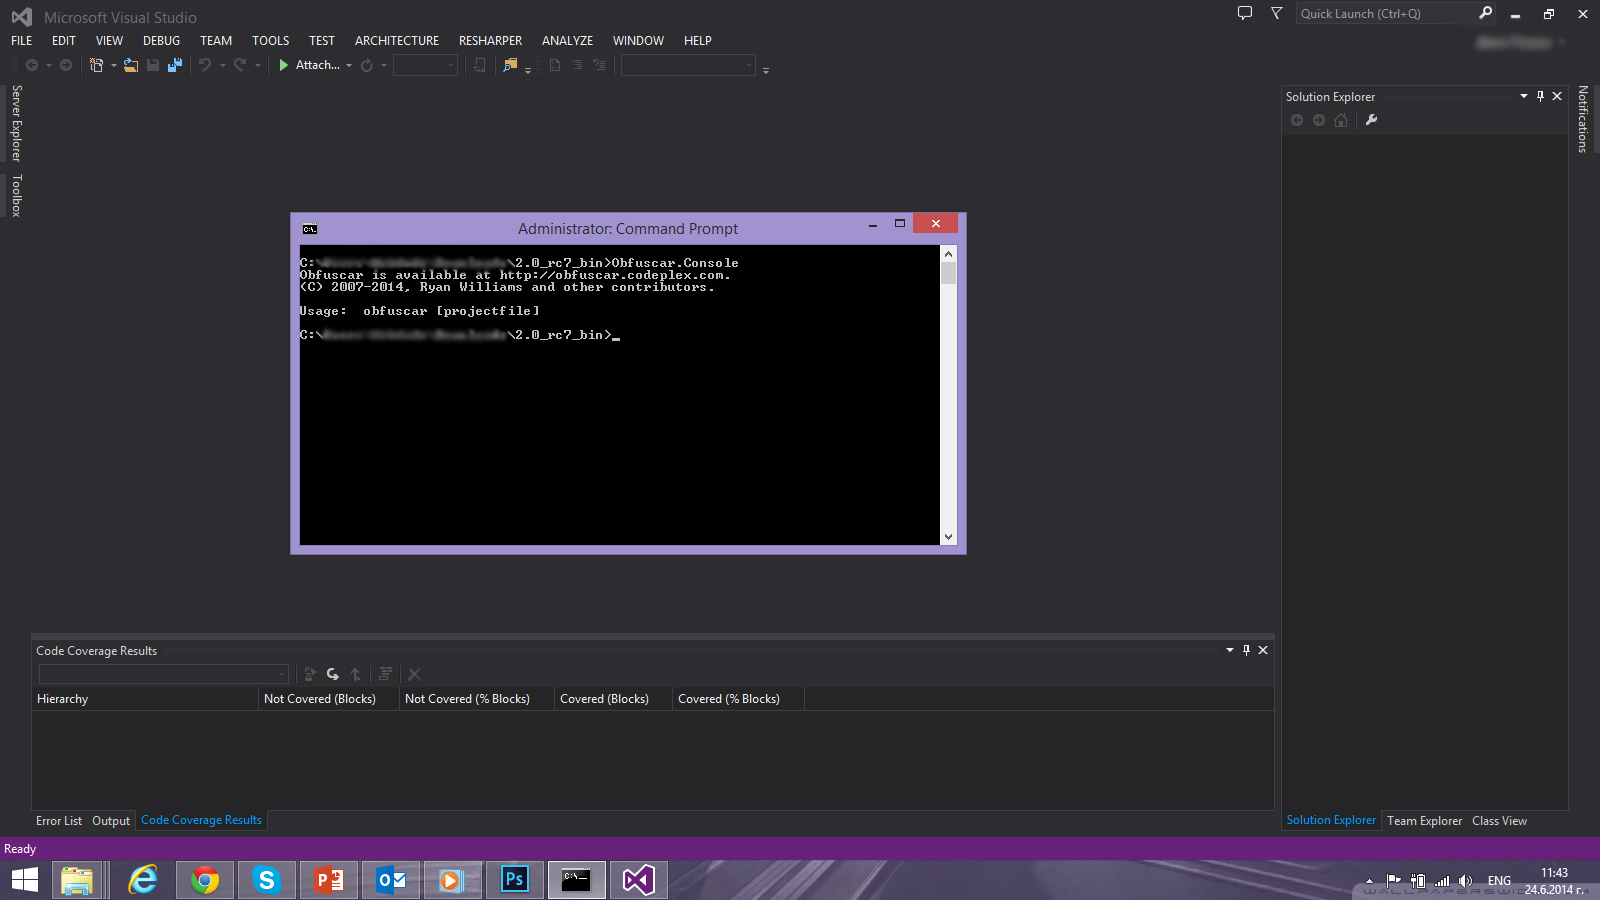 Microsoft Visual Studio
Quick Launch (Ctrl+Q)
FILE EDIT VIEW DEBUG TEAM TOOLS TEST ARCHITECTURE RESHARPER ANALYZE WINDOW HELP
Attach...
Server Explorer
Toolbox
Solution Explorer
Notifications
Administrator: Command Prompt
C:\ \2.0_rc7_bin>Obfuscar.Console
Obfuscar is available at http://obfuscar.codeplex.com.
(C) 2007-2014, Ryan Williams and other contributors.
Usage: obfuscar [projectfile]
C:\ \2.0_rc7_bin>_
Code Coverage Results
Hierarchy Not Covered (Blocks) Not Covered (% Blocks) Covered (Blocks) Covered (% Blocks)
Error List Output Code Coverage Results
Solution Explorer Team Explorer Class View
Ready
Ps
C:\_
ЕНГ
11:43
24.6.2014 г.